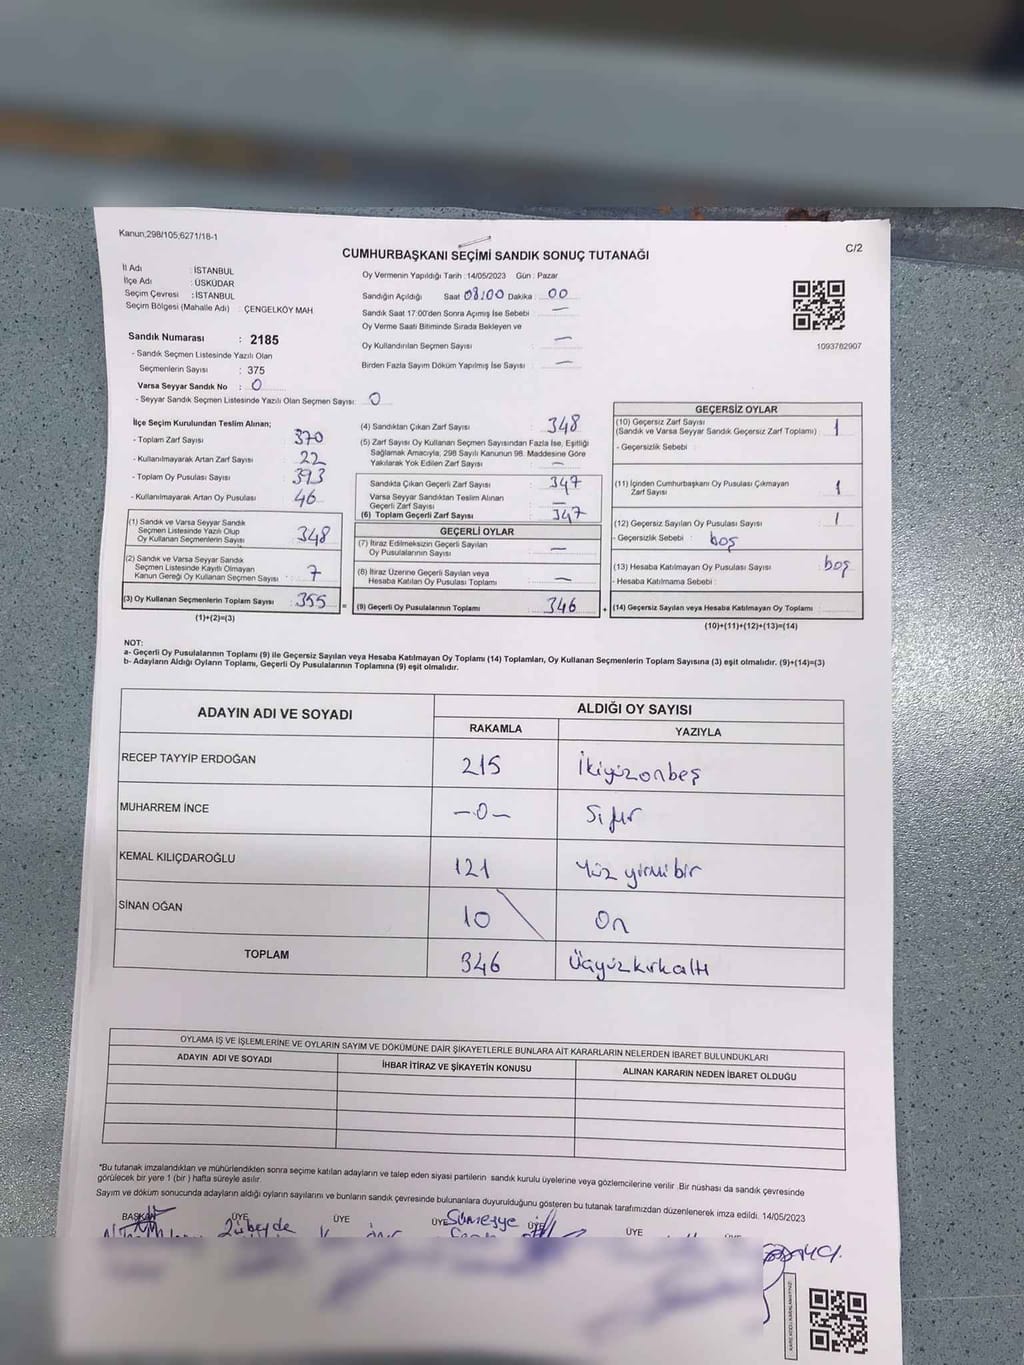 Kanun,298/105;6271/18-1
CUMHURBAŞKANI SEÇİMİ SANDIK SONUÇ TUTANAĞI
C/2
İl Adı : İSTANBUL
İlçe Adı : ÜSKÜDAR
Seçim Çevresi : İSTANBUL
Seçim Bölgesi (Mahalle Adı) : ÇENGELKÖY MAH
Sandık Numarası : 2185
- Sandık Seçmen Listesinde Yazılı Olan
Seçmenlerin Sayısı : 375
Varsa Seyyar Sandık No : 0
- Seyyar Sandık Seçmen Listesinde Yazılı Olan Seçmen Sayısı: 0
Oy Vermenin Yapıldığı Tarih :14/05/2023 Gün : Pazar
Sandığın Açıldığı Saat 08:00 Dakika : 00
Sandık Saat 17:00'den Sonra Açımış İse Sebebi : —
Oy Verme Saati Bitiminde Sırada Bekleyen ve
Oy Kullandırılan Seçmen Sayısı —
Birden Fazla Sayım Döküm Yapılmış İse Sayısı : —
1093782907
İlçe Seçim Kurulundan Teslim Alınan;
- Toplam Zarf Sayısı : 370
- Kullanılmayarak Artan Zarf Sayısı : 22
- Toplam Oy Pusulası Sayısı : 393
- Kullanılmayarak Artan Oy Pusulası : 46
(1) Sandık ve Varsa Seyyar Sandık
Seçmen Listesinde Yazılı Olup
Oy Kullanan Seçmenlerin Sayısı : 348
(2) Sandık ve Varsa Seyyar Sandık
Seçmen Listesinde Kayıtlı Olmayan
Kanun Gereği Oy Kullanan Seçmen Sayısı : 7
(3) Oy Kullanan Seçmenlerin Toplam Sayısı : 355 =
(1)+(2)=(3)
(4) Sandıktan Çıkan Zarf Sayısı : 348
(5) Zarf Sayısı Oy Kullanan Seçmen Sayısından Fazla İse, Eşitliği
Sağlamak Amacıyla, 298 Sayılı Kanunun 98. Maddesine Göre
Yakılarak Yok Edilen Zarf Sayısı : —
Sandıkta Çıkan Geçerli Zarf Sayısı : 347
Varsa Seyyar Sandıktan Teslim Alınan
Geçerli Zarf Sayısı : —
(6) Toplam Geçerli Zarf Sayısı : 347
GEÇERLİ OYLAR
(7) İtiraz Edilmeksizin Geçerli Sayılan
Oy Pusulalarının Sayısı : —
(8) İtiraz Üzerine Geçerli Sayılan veya
Hesaba Katılan Oy Pusulası Toplamı : —
(9) Geçerli Oy Pusulalarının Toplamı : 346 +
GEÇERSİZ OYLAR
(10) Geçersiz Zarf Sayısı
(Sandık ve Varsa Seyyar Sandık Geçersiz Zarf Toplamı) : 1
- Geçersizlik Sebebi :
(11) İçinden Cumhurbaşkanı Oy Pusulası Çıkmayan
Zarf Sayısı : 1
(12) Geçersiz Sayılan Oy Pusulası Sayısı : 1
- Geçersizlik Sebebi : boş
(13) Hesaba Katılmayan Oy Pusulası Sayısı : boş
- Hesaba Katılmama Sebebi :
(14) Geçersiz Sayılan veya Hesaba Katılmayan Oy Toplamı :
(10)+(11)+(12)+(13)=(14)
NOT:
a- Geçerli Oy Pusulalarının Toplamı (9) ile Geçersiz Sayılan veya Hesaba Katılmayan Oy Toplamı (14) Toplamları, Oy Kullanan Seçmenlerin Toplam Sayısına (3) eşit olmalıdır. (9)+(14)=(3)
b- Adayların Aldığı Oyların Toplamı, Geçerli Oy Pusulalarının Toplamına (9) eşit olmalıdır.
ADAYIN ADI VE SOYADI ALDIĞI OY SAYISI
RAKAMLA YAZIYLA
RECEP TAYYİP ERDOĞAN 215 İkiyüzonbeş
MUHARREM İNCE —0— Sıfır
KEMAL KILIÇDAROĞLU 121 Yüz yirmi bir
SİNAN OĞAN 10 On
TOPLAM 346 Üçyüzkırkaltı
OYLAMA İŞ VE İŞLEMLERİNE VE OYLARIN SAYIM VE DÖKÜMÜNE DAİR ŞİKAYETLERLE BUNLARA AİT KARARLARIN NELERDEN İBARET BULUNDUKLARI
ADAYIN ADI VE SOYADI İHBAR İTİRAZ VE ŞİKAYETİN KONUSU ALINAN KARARIN NEDEN İBARET OLDUĞU
*Bu tutanak imzalandıktan ve mühürlendikten sonra seçime katılan adayların ve talep eden siyasi partilerin sandık kurulu üyelerine veya gözlemcilerine verilir .Bir nüshası da sandık çevresinde
görülecek bir yere 1 (bir ) hafta süreyle asılır.
Sayım ve döküm sonucunda adayların aldığı oyların sayılarını ve bunların sandık çevresinde bulunanlara duyurulduğunu gösteren bu tutanak tarafımızdan düzenlenerek imza edildi. 14/05/2023
BAŞKAN ÜYE ÜYE ÜYE ÜYE ÜYE ÜYE
Zübeyde Sümeyye